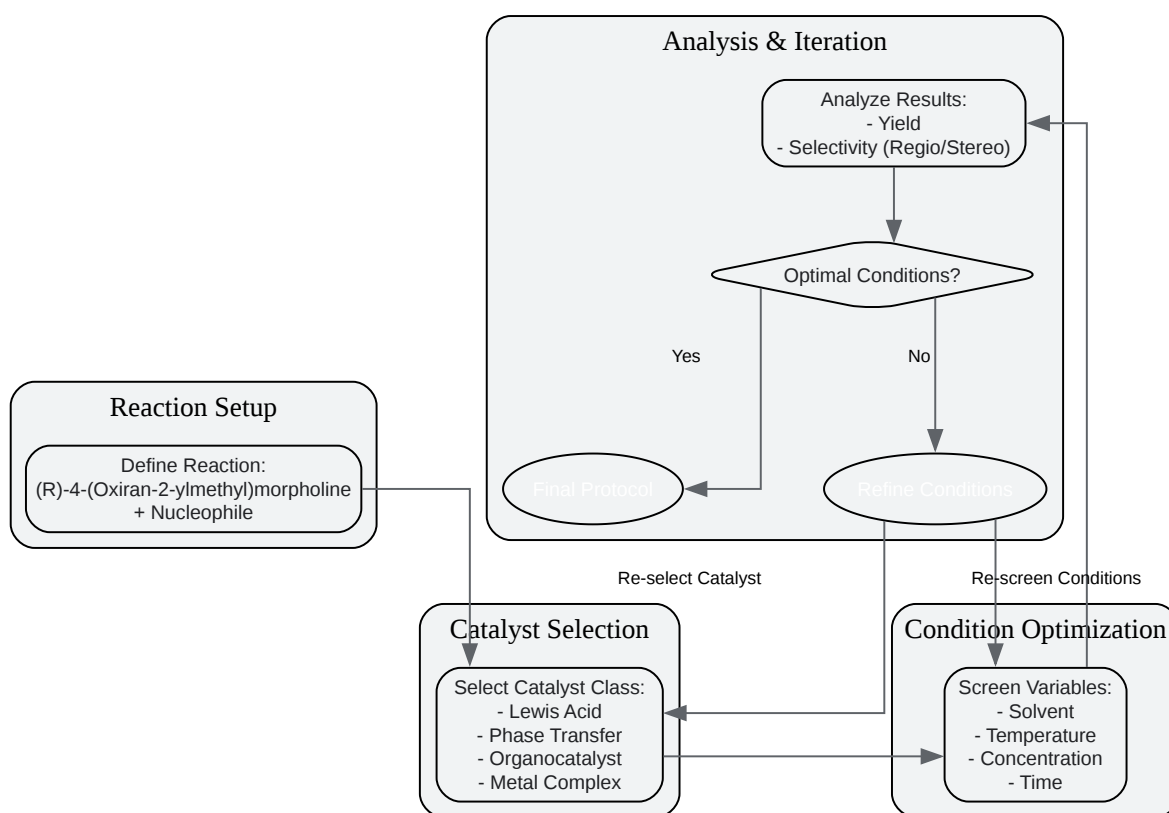 Analysis & Iteration
Analyze Results:
- Yield
- Selectivity (Regio/Stereo)
Optimal Conditions?
Yes
No
Final Protocol
Refine Conditions
Reaction Setup
Define Reaction:
(R)-4-(Oxiran-2-ylmethyl)morpholine
+ Nucleophile
Re-select Catalyst
Re-screen Conditions
Catalyst Selection
Select Catalyst Class:
- Lewis Acid
- Phase Transfer
- Organocatalyst
- Metal Complex
Condition Optimization
Screen Variables:
- Solvent
- Temperature
- Concentration
- Time